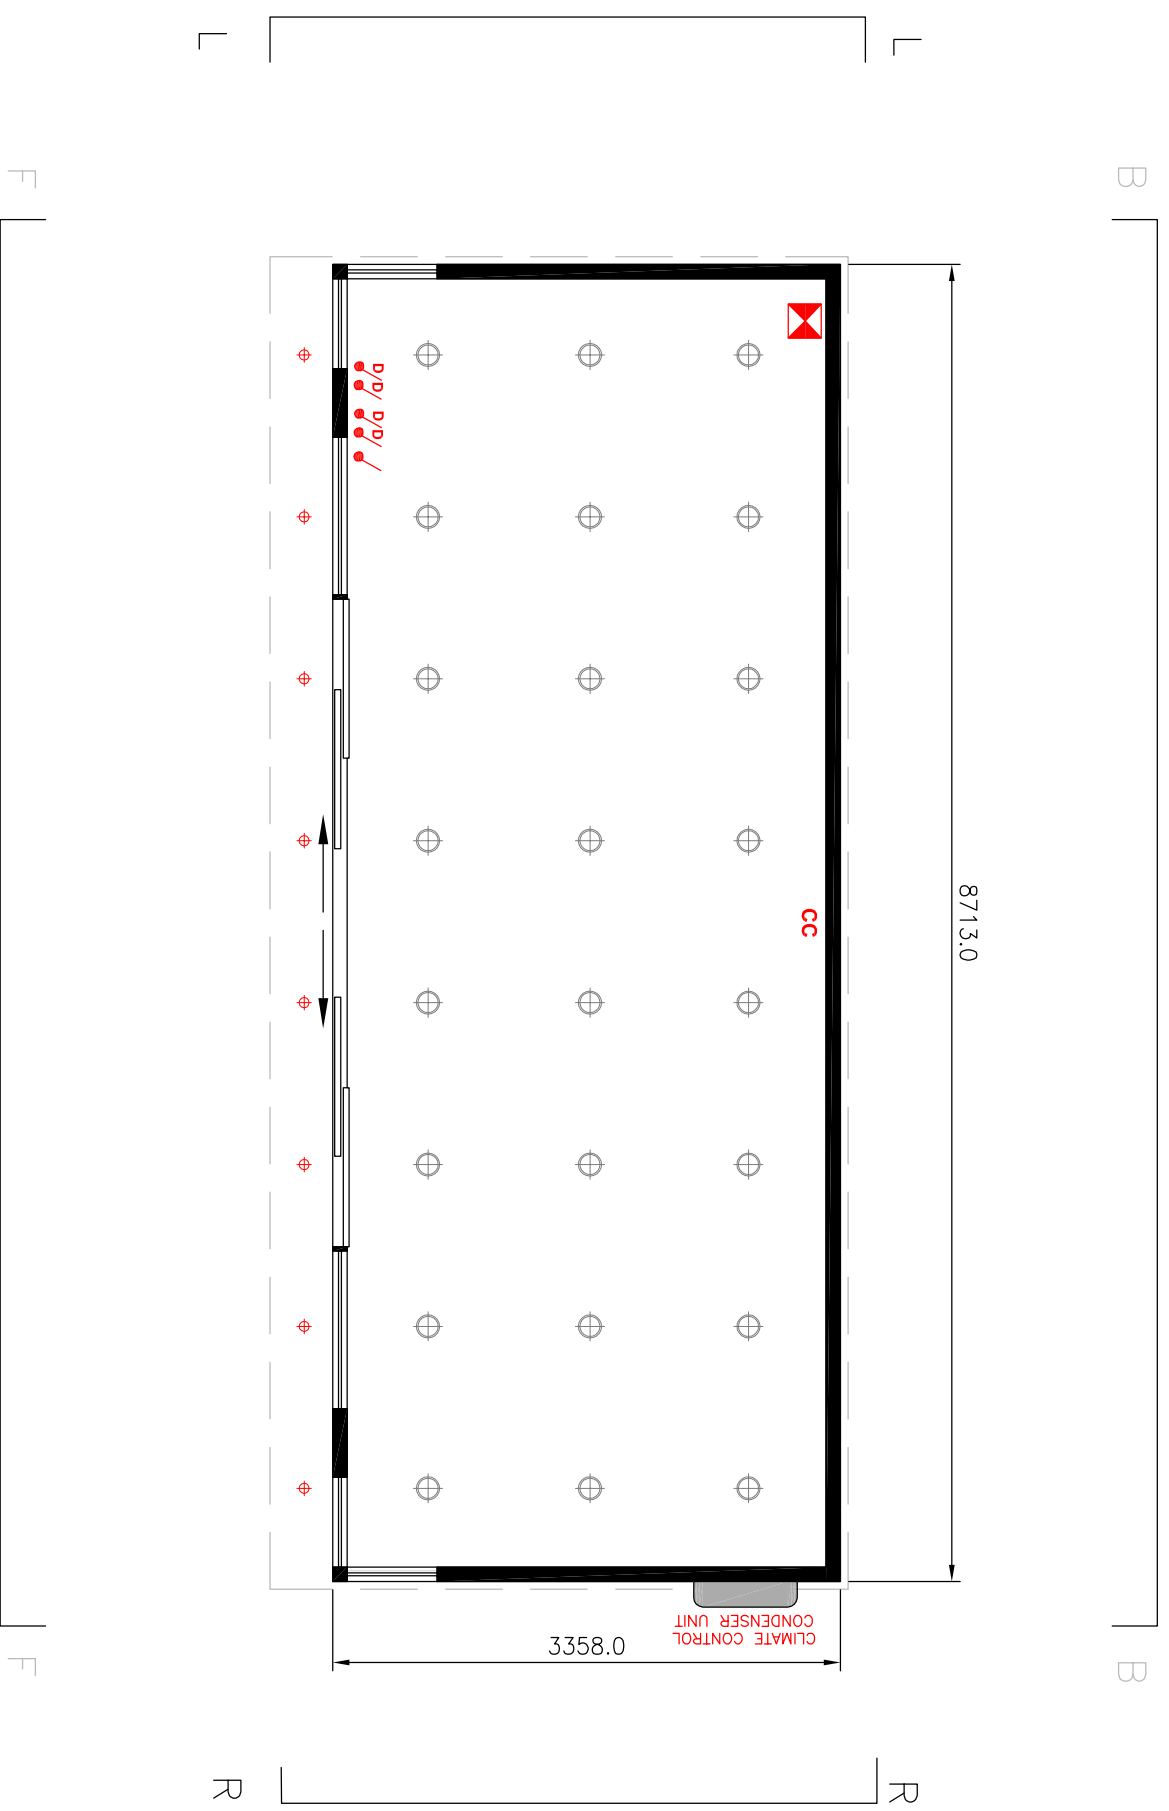 L
L
F
B
D/D/
D/D/
CC
8713.0
CLIMATE CONTROL
CONDENSER UNIT
3358.0
F
B
R
R